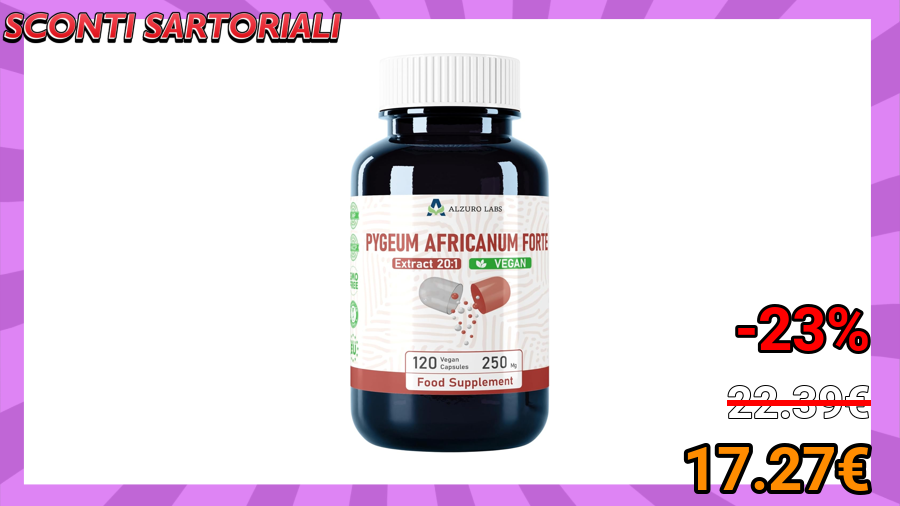 SCONTI SARTORIALI
ALZURO LABS
PYGEUM AFRICANUM FORTE
Extract 20:1 VEGAN
120 Vegan Capsules 250 Mg
Food Supplement
-23%
22.39€
17.27€